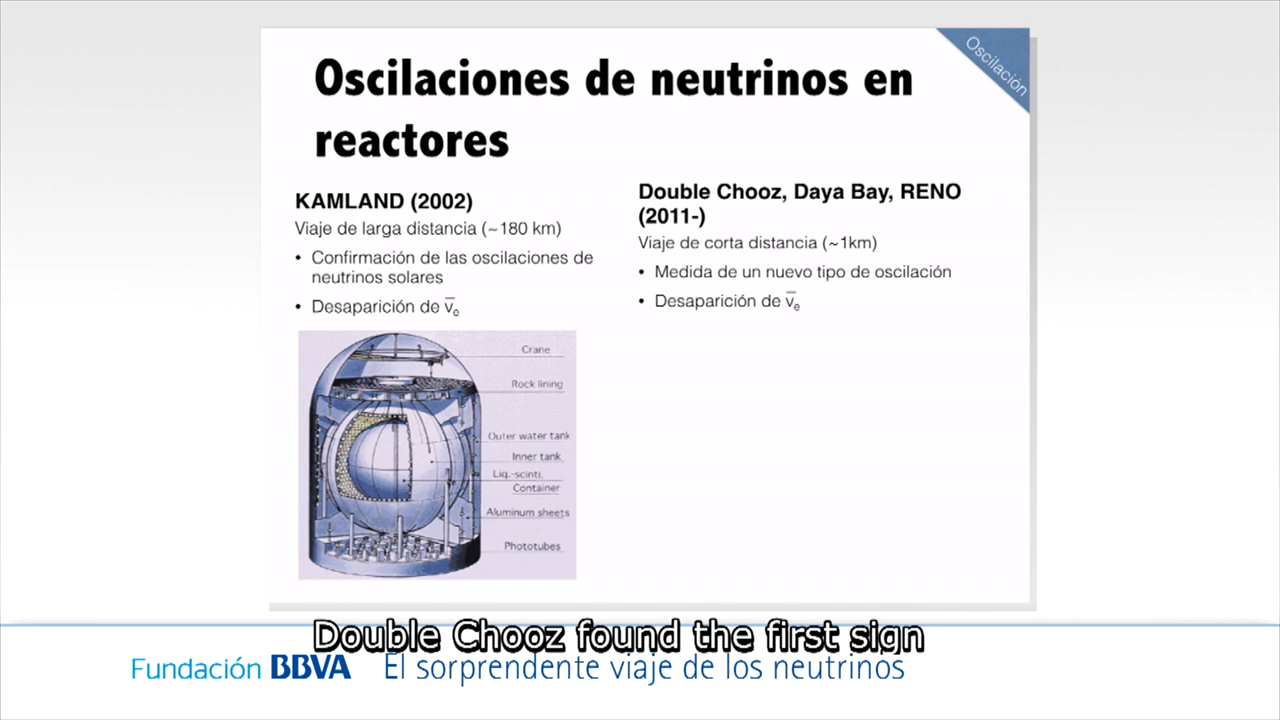 Oscilación
Oscilaciones de neutrinos en
reactores
KAMLAND (2002)
Viaje de larga distancia (~180 km)
• Confirmación de las oscilaciones de
neutrinos solares
• Desaparición de ν̅e
Double Chooz, Daya Bay, RENO
(2011-)
Viaje de corta distancia (~1km)
• Medida de un nuevo tipo de oscilación
• Desaparición de ν̅e
Crane
Rock lining
Outer water tank
Inner tank
Liq.-scinti.
Container
Aluminum sheets
Phototubes
Double Chooz found the first sign
Fundación BBVA El sorprendente viaje de los neutrinos